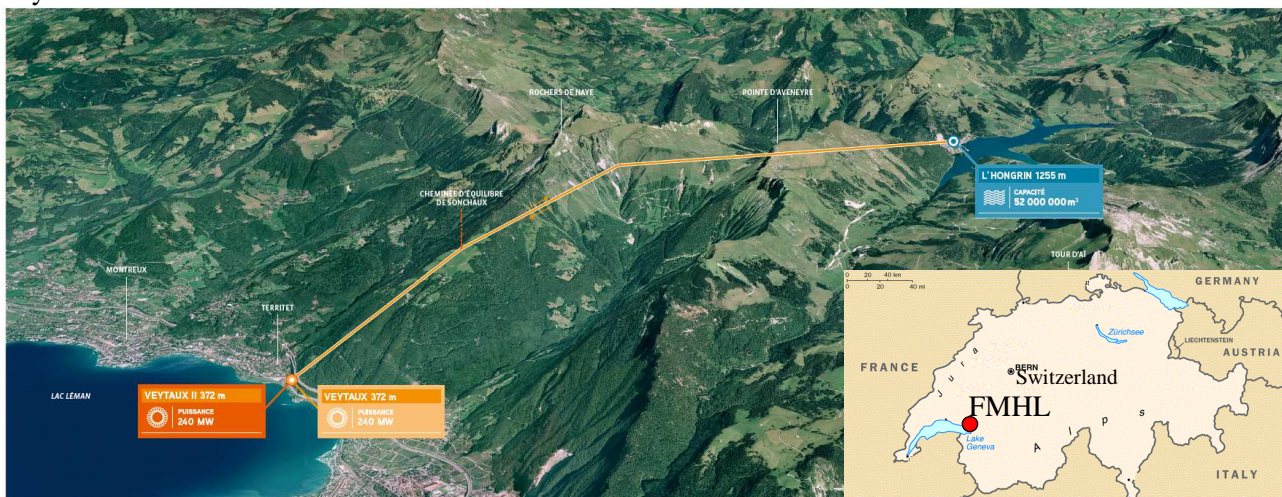 ROCHERS DE NAYE
POINTE D'AVENEYRE
L'HONGRIN 1255 m
CAPACITÉ
52 000 000 m³
CHEMINÉE D'ÉQUILIBRE
DE SONCHAUX
TOUR D'AÏ
MONTREUX
TERRITET
LAC LÉMAN
VEYTAUX II 372 m
PUISSANCE
240 MW
VEYTAUX 372 m
PUISSANCE
240 MW
0 20 40 km
0 20 40 mi
GERMANY
Zürichsee
LIECHTENSTEIN
AUSTRIA
FRANCE
BERN
Switzerland
Jura
FMHL
Alps
Lake
Geneva
ITALY